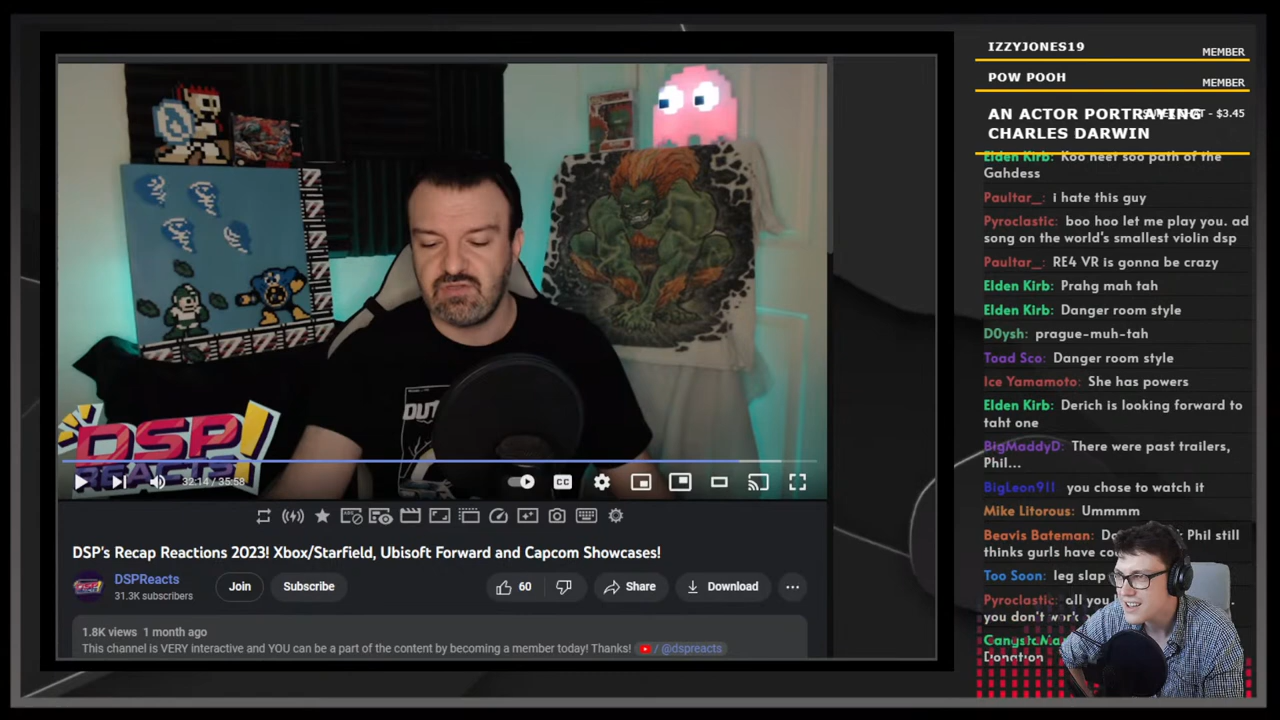 IZZYJONES19
MEMBER
POW POOH
MEMBER
AN ACTOR PORTRAYING
- $3.45
CHARLES DARWIN
Elden Kirb: Koo neet soo path of the
Gahdess
Paultar_: i hate this guy
Pyroclastic: boo hoo let me play you. ad
song on the world's smallest violin dsp
Paultar_: RE4 VR is gonna be crazy
Elden Kirb: Prahg mah tah
Elden Kirb: Danger room style
D0ysh: prague-muh-tah
Toad Sco: Danger room style
Ice Yamamoto: She has powers
Elden Kirb: Derich is looking forward to
taht one
BigMaddyD: There were past trailers,
Phil...
BigLeon911 you chose to watch it
Mike Litorous: Ummmm
Beavis Bateman: Phil still
thinks gurls have
Too Soon: leg slap
Pyroclastic: all you
you don't work
Donation
DSP!
REACTS
32:14 / 35:58
CC
DSP's Recap Reactions 2023! Xbox/Starfield, Ubisoft Forward and Capcom Showcases!
DSPReacts
31.3K subscribers
Join
Subscribe
60
Share
Download
1.8K views 1 month ago
This channel is VERY interactive and YOU can be a part of the content by becoming a member today! Thanks! / @dspreacts